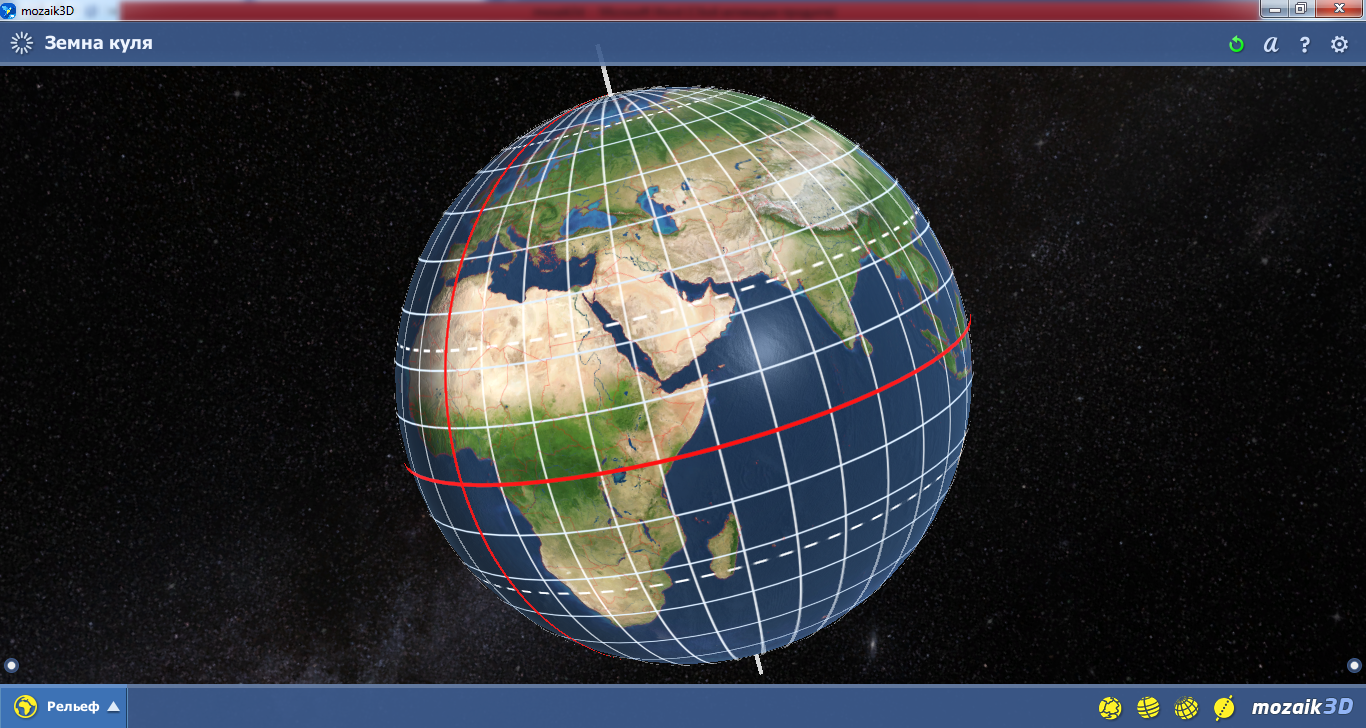 mozaik3D
Земна куля
a ?
Рельеф
mozaik3D